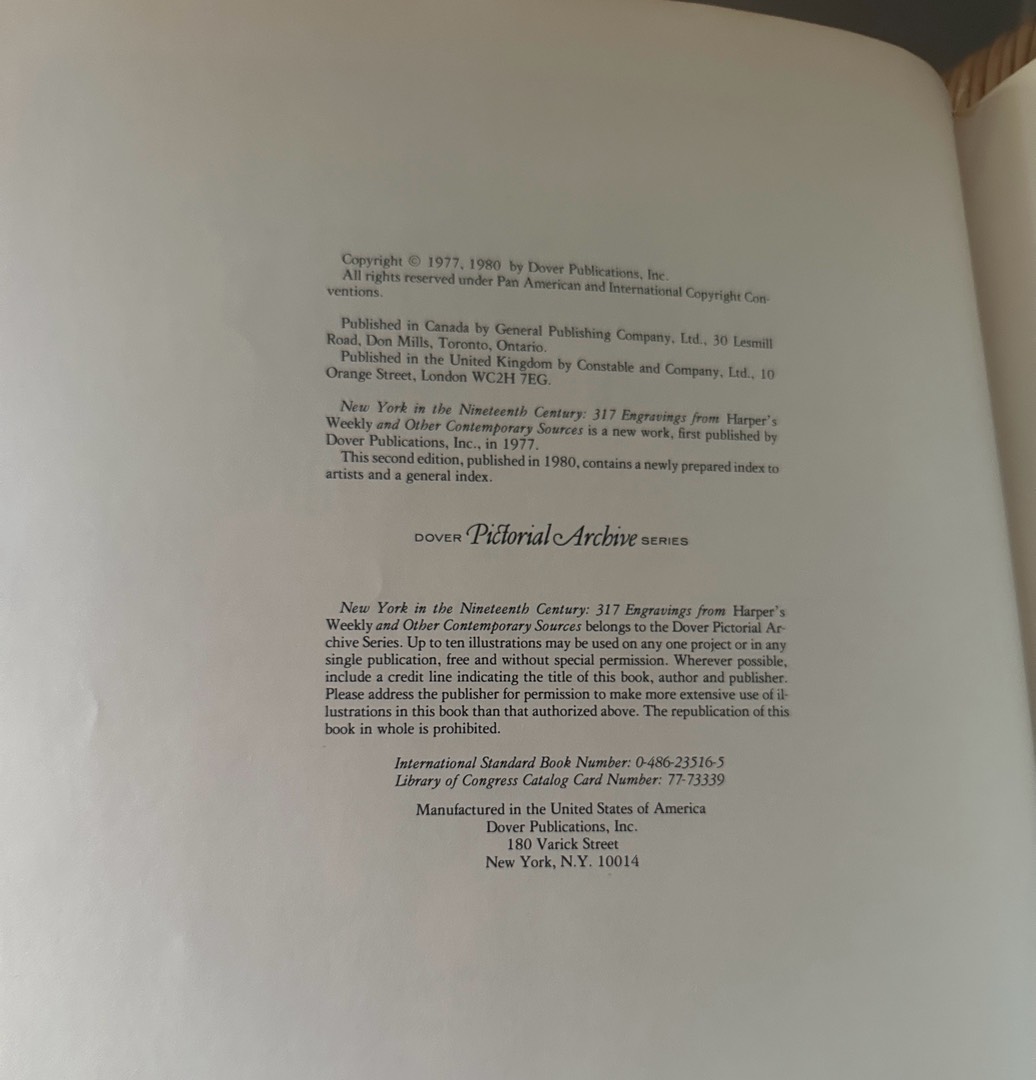 Copyright © 1977, 1980 by Dover Publications, Inc.
All rights reserved under Pan American and International Copyright Con-
ventions.
Published in Canada by General Publishing Company, Ltd., 30 Lesmill
Road, Don Mills, Toronto, Ontario.
Published in the United Kingdom by Constable and Company, Ltd., 10
Orange Street, London WC2H 7EG.
New York in the Nineteenth Century: 317 Engravings from Harper's
Weekly and Other Contemporary Sources is a new work, first published by
Dover Publications, Inc., in 1977.
This second edition, published in 1980, contains a newly prepared index to
artists and a general index.
DOVER Pictorial Archive SERIES
New York in the Nineteenth Century: 317 Engravings from Harper's
Weekly and Other Contemporary Sources belongs to the Dover Pictorial Ar-
chive Series. Up to ten illustrations may be used on any one project or in any
single publication, free and without special permission. Wherever possible,
include a credit line indicating the title of this book, author and publisher.
Please address the publisher for permission to make more extensive use of il-
lustrations in this book than that authorized above. The republication of this
book in whole is prohibited.
International Standard Book Number: 0-486-23516-5
Library of Congress Catalog Card Number: 77-73339
Manufactured in the United States of America
Dover Publications, Inc.
180 Varick Street
New York, N.Y. 10014